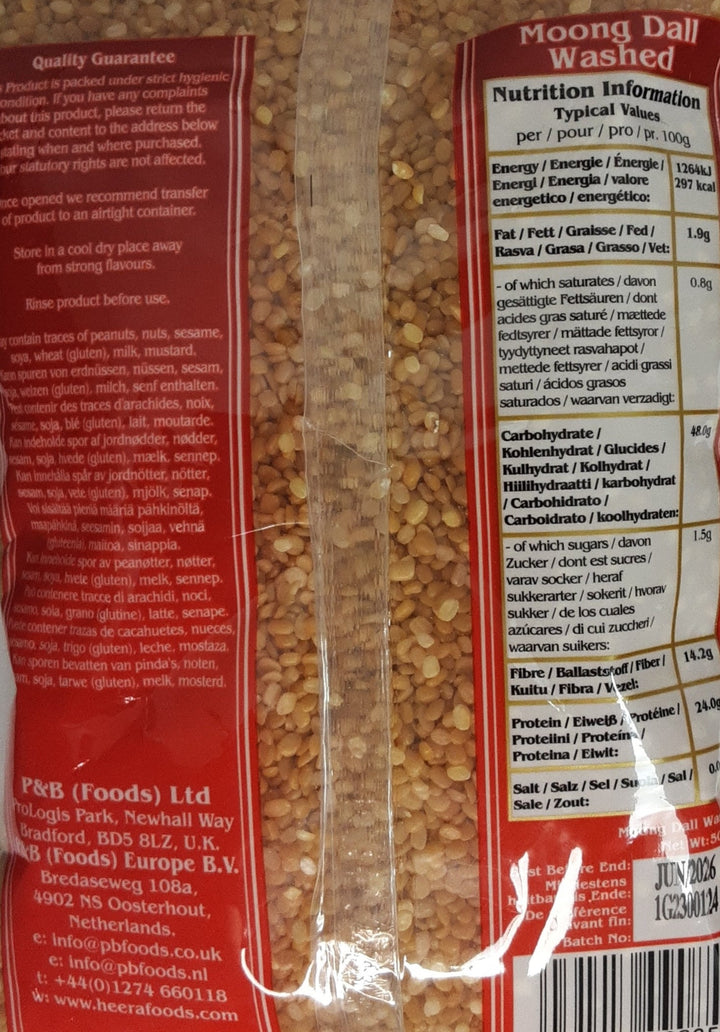 Quality Guarantee
Product is packed under strict hygienic
condition. If you have any complaints
about this product, please return the
and content to the address below
stating when and where purchased.
statutory rights are not affected.
opened we recommend transfer
of product to an airtight container.
Store in a cool dry place away
from strong flavours.
Rinse product before use.
contain traces of peanuts, nuts, sesame,
soya, wheat (gluten), milk, mustard.
Kann spuren von erdnüssen, nüssen, sesam,
weizen (gluten), milch, senf enthalten.
contenir des traces d'arachides, noix,
sésame, soja, blé (gluten), lait, moutarde.
Kan indeholde spor af jordnødder, nødder,
sesam, soja, hvede (gluten), mælk, sennep.
Kan innehålla spår av jordnötter, nötter,
sesam, soja, vete (gluten), mjölk, senap.
Voi sisältää pieniä määriä pähkinöltä,
maapähkinä, seesamin, soijaa, vehnä
(gluteenia), maitoa, sinappia.
Kan inneholde spor av peanøtter, nøtter,
sesam, soya, hvete (gluten), melk, sennep.
Può contenere tracce di arachidi, noci,
sesamo, soia, grano (glutine), latte, senape.
contener trazas de cacahuetes, nueces,
soja, trigo (gluten), leche, mostaza.
sporen bevatten van pinda's, noten,
soja, tarwe (gluten), melk, mosterd.
P&B (Foods) Ltd
ProLogis Park, Newhall Way
Bradford, BD5 8LZ, U.K.
P&B (Foods) Europe B.V.
Bredaseweg 108a,
4902 NS Oosterhout,
Netherlands.
e: info@pbfoods.co.uk
e: info@pbfoods.nl
t: +44(0)1274 660118
w: www.heerafoods.com
Moong Dall
Washed
Nutrition Information
Typical Values
per / pour / pro / pr. 100g
Energy / Energie / Énergie / 1264kJ
Energi / Energia / valore 297 kcal
energetico / energético:
Fat / Fett / Graisse / Fed / 1.9g
Rasva / Grasa / Grasso / Vet:
- of which saturates / davon 0.8g
gesättigte Fettsäuren / dont
acides gras saturé / mættede
fedtsyrer / mättade fettsyror /
tyydyttyneet rasvahapot /
mettede fettsyrer / acidi grassi
saturi / ácidos grasos
saturados / waarvan verzadigt:
Carbohydrate / 48.0g
Kohlenhydrat / Glucides /
Kulhydrat / Kolhydrat /
Hiilihydraatti / karbohydrat
/ Carbohidrato /
Carboidrato / koolhydraten:
- of which sugars / davon 1.5g
Zucker / dont est sucres /
varav socker / heraf
sukkerarter / sokerit / hvorav
sukker / de los cuales
azúcares / di cui zuccheri /
waarvan suikers:
Fibre / Ballaststoff / Fiber / 14.2g
Kuitu / Fibra / Vezel:
Protein / Eiweiß / Protéine / 24.0g
Proteiini / Proteína /
Proteina / Eiwit:
Salt / Salz / Sel / Suola / Sal /
Sale / Zout:
Moong Dall
Net Wt:
Best Before End: JUN/2026
Mindestens
haltbar bis Ende: 1G2300124
De préférence
avant fin:
Batch No: